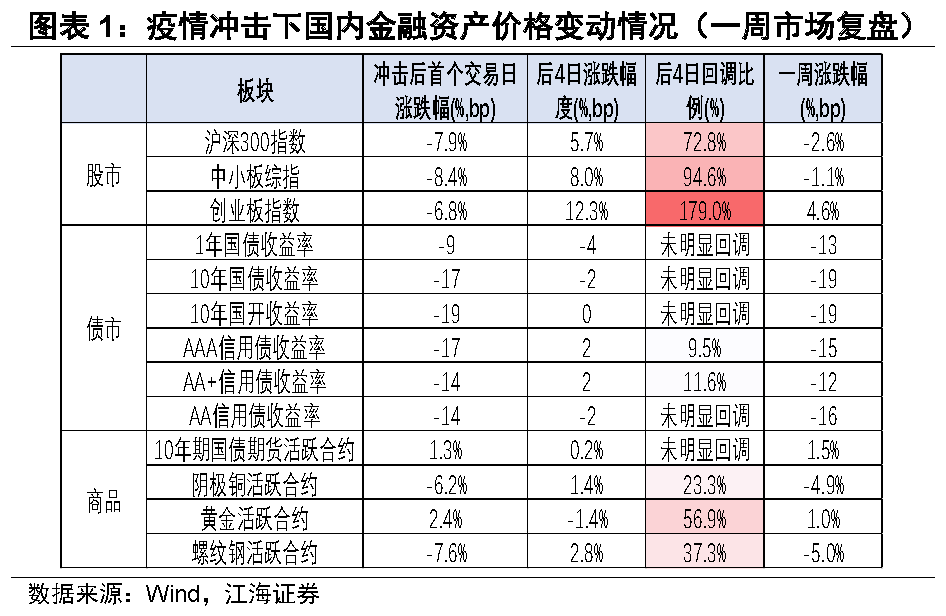 图表 1：疫情冲击下国内金融资产价格变动情况（一周市场复盘）
板块 冲击后首个交易日涨跌幅(%,bp) 后4日涨跌幅度(%,bp) 后4日回调比例(%) 一周涨跌幅(%,bp)
股市 沪深300指数 -7.9% 5.7% 72.8% -2.6%
中小板综指 -8.4% 8.0% 94.6% -1.1%
创业板指数 -6.8% 12.3% 179.0% 4.6%
债市 1年国债收益率 -9 -4 未明显回调 -13
10年国债收益率 -17 -2 未明显回调 -19
10年国开收益率 -19 0 未明显回调 -19
AAA信用债收益率 -17 2 9.5% -15
AA+信用债收益率 -14 2 11.6% -12
AA信用债收益率 -14 -2 未明显回调 -16
商品 10年期国债期货活跃合约 1.3% 0.2% 未明显回调 1.5%
阴极铜活跃合约 -6.2% 1.4% 23.3% -4.9%
黄金活跃合约 2.4% -1.4% 56.9% 1.0%
螺纹钢活跃合约 -7.6% 2.8% 37.3% -5.0%
数据来源：Wind，江海证券